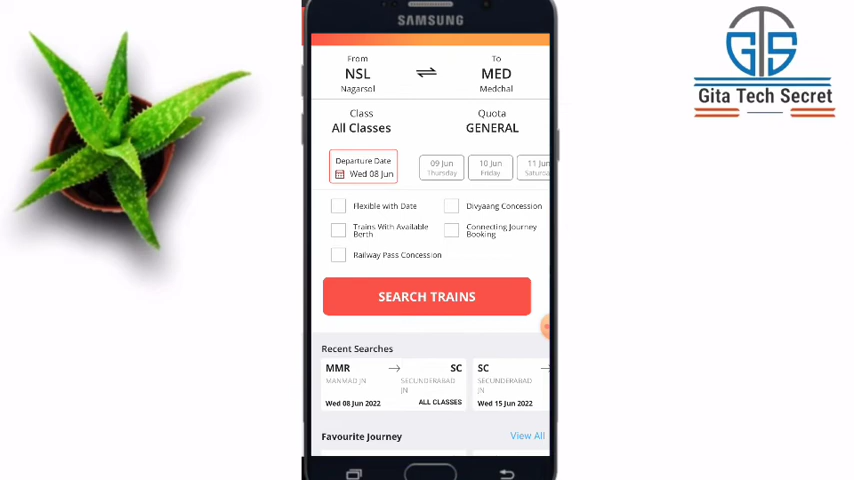 SAMSUNG
From
To
NSL
MED
Nagarsol
Medchal
Class
Quota
All Classes
GENERAL
Departure Date
Wed 08 Jun
09 Jun
Thursday
10 Jun
Friday
11 Jun
Saturda
Flexible with Date
Divyaang Concession
Trains With Available
Berth
Connecting Journey
Booking
Railway Pass Concession
SEARCH TRAINS
Recent Searches
MMR
SC
MANMAD JN
SECUNDERABAD
JN
Wed 08 Jun 2022
ALL CLASSES
SC
SECUNDERABAD
JN
Wed 15 Jun 2022
Favourite Journey
View All
GTS
Gita Tech Secret